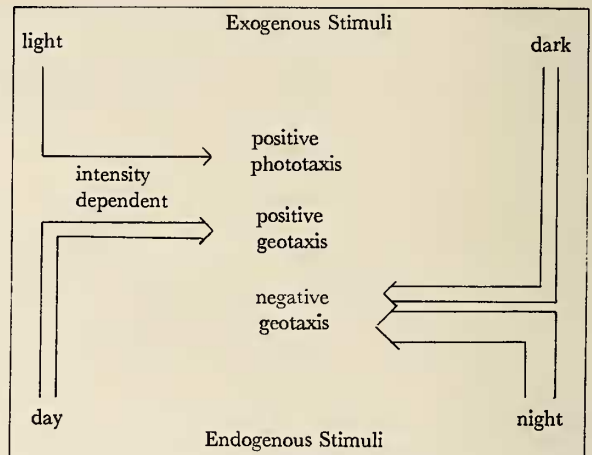 Exogenous Stimuli
light
dark
positive
phototaxis
intensity
dependent
positive
geotaxis
negative
geotaxis
day
night
Endogenous Stimuli